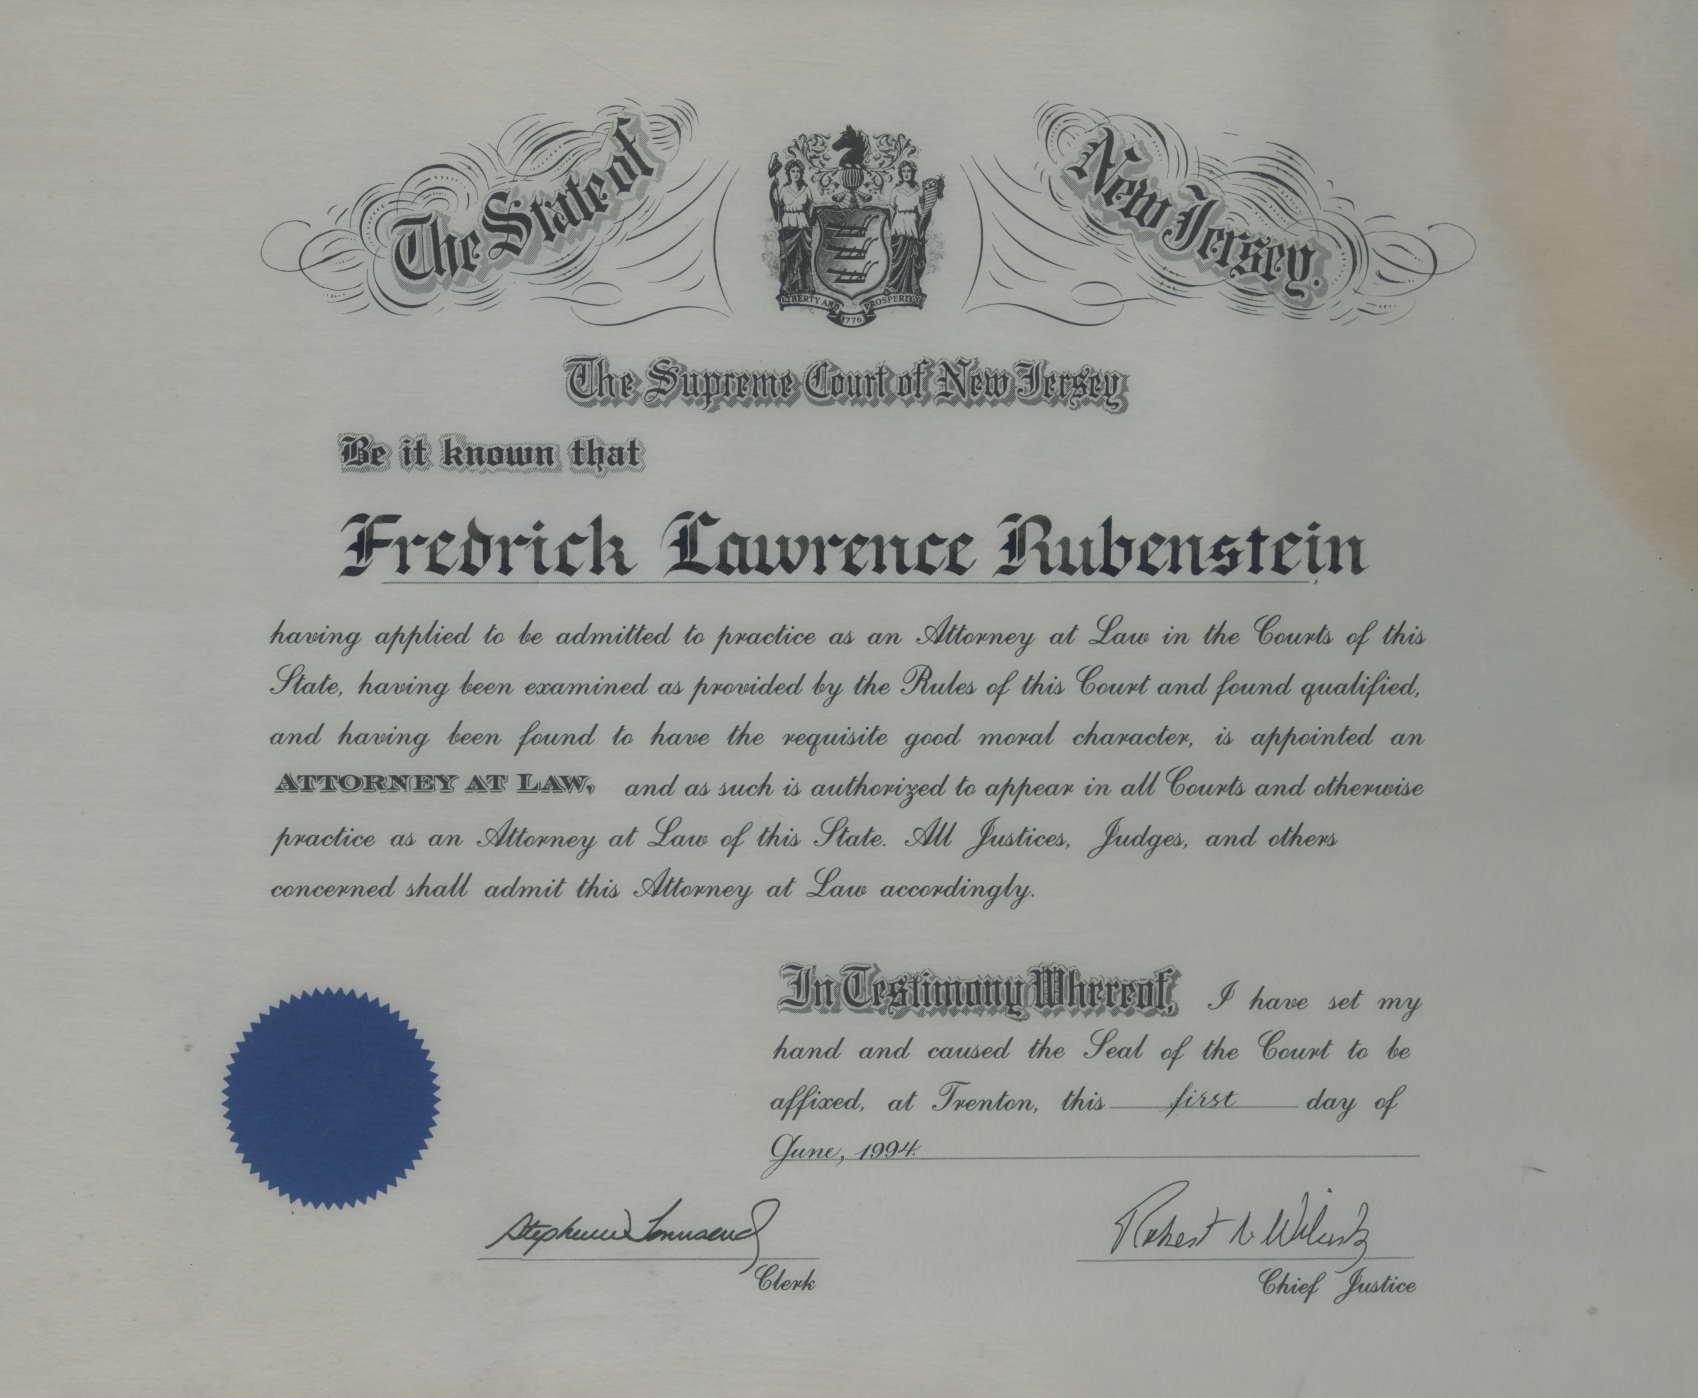 The State of New Jersey.
LIBERTY AND PROSPERITY
1776
The Supreme Court of New Jersey
Be it known that
Fredrick Lawrence Rubenstein
having applied to be admitted to practice as an Attorney at Law in the Courts of this
State, having been examined as provided by the Rules of this Court and found qualified,
and having been found to have the requisite good moral character, is appointed an
ATTORNEY AT LAW, and as such is authorized to appear in all Courts and otherwise
practice as an Attorney at Law of this State. All Justices, Judges, and others
concerned shall admit this Attorney at Law accordingly.
In Testimony Whereof, I have set my
hand and caused the Seal of the Court to be
affixed, at Trenton, this first day of
June, 1994.
Stephen Townsend Robert N. Wilentz
Clerk Chief Justice